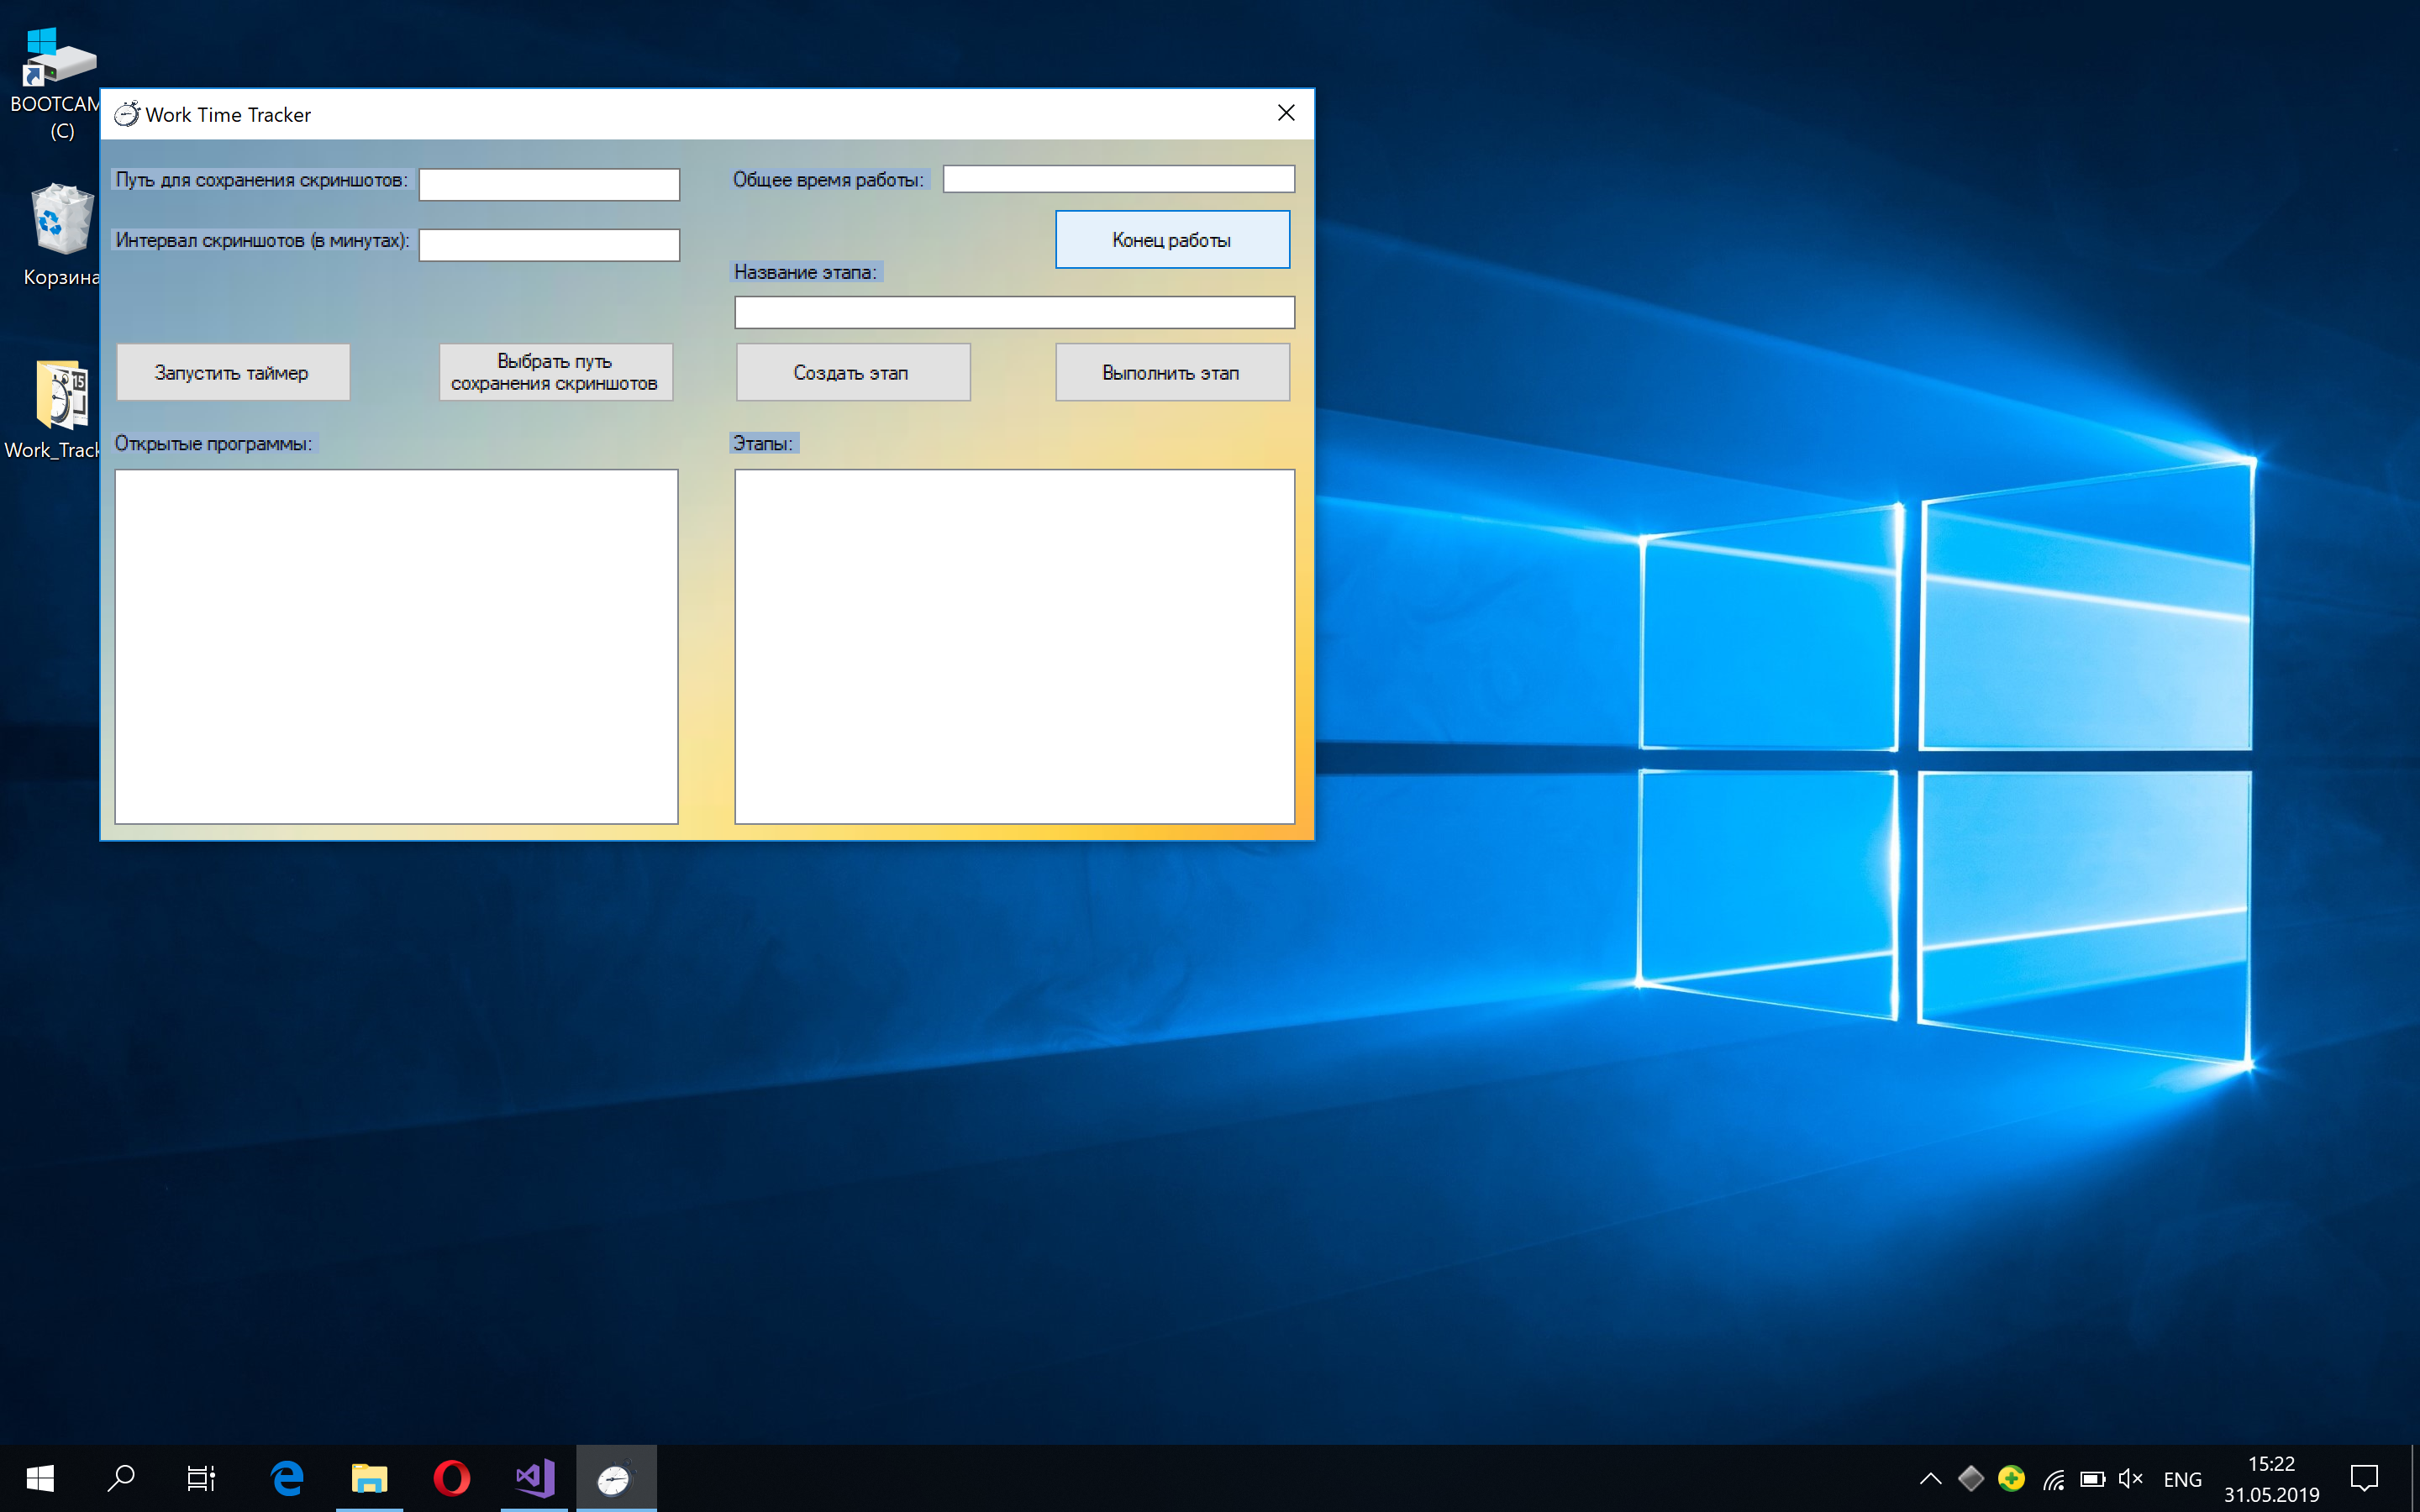 BOOTCAM
(C)
Корзина
Work_Track
Work Time Tracker
Путь для сохранения скриншотов:
Интервал скриншотов (в минутах):
Запустить таймер
Выбрать путь
сохранения скриншотов
Открытые программы:
Общее время работы:
Конец работы
Название этапа:
Создать этап
Выполнить этап
Этапы:
15
ENG
15:22
31.05.2019